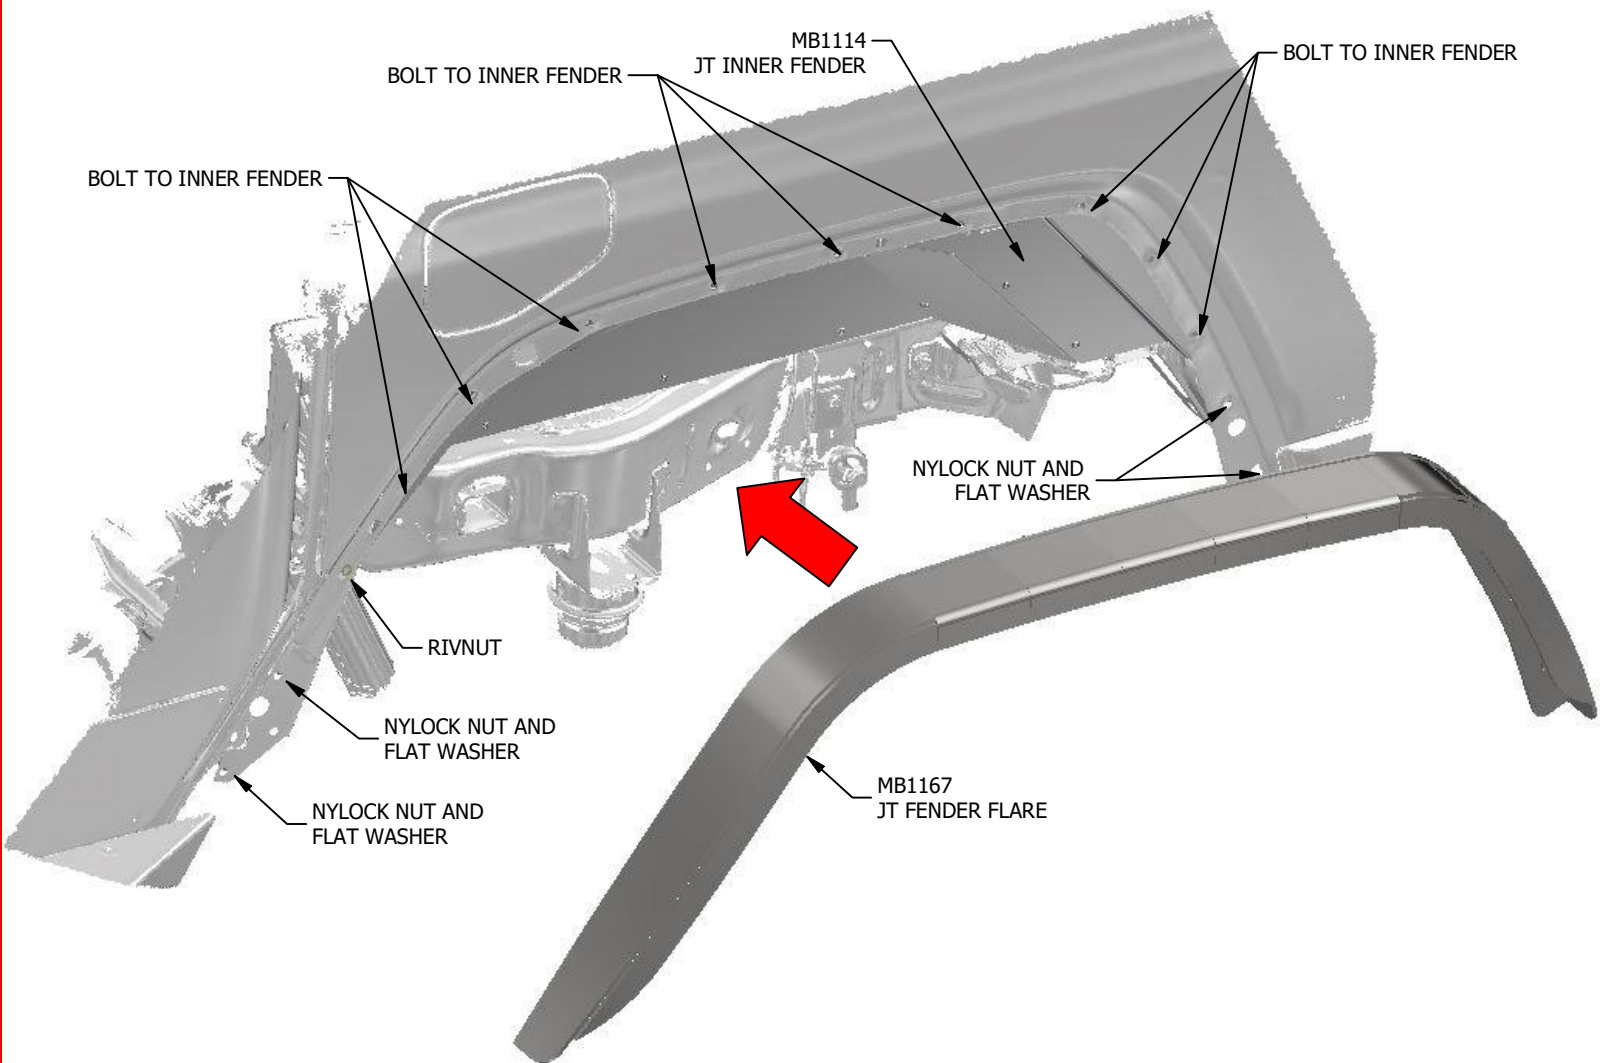 MB1114
JT INNER FENDER
BOLT TO INNER FENDER
BOLT TO INNER FENDER
BOLT TO INNER FENDER
NYLOCK NUT AND
FLAT WASHER
RIVNUT
NYLOCK NUT AND
FLAT WASHER
NYLOCK NUT AND
FLAT WASHER
MB1167
JT FENDER FLARE